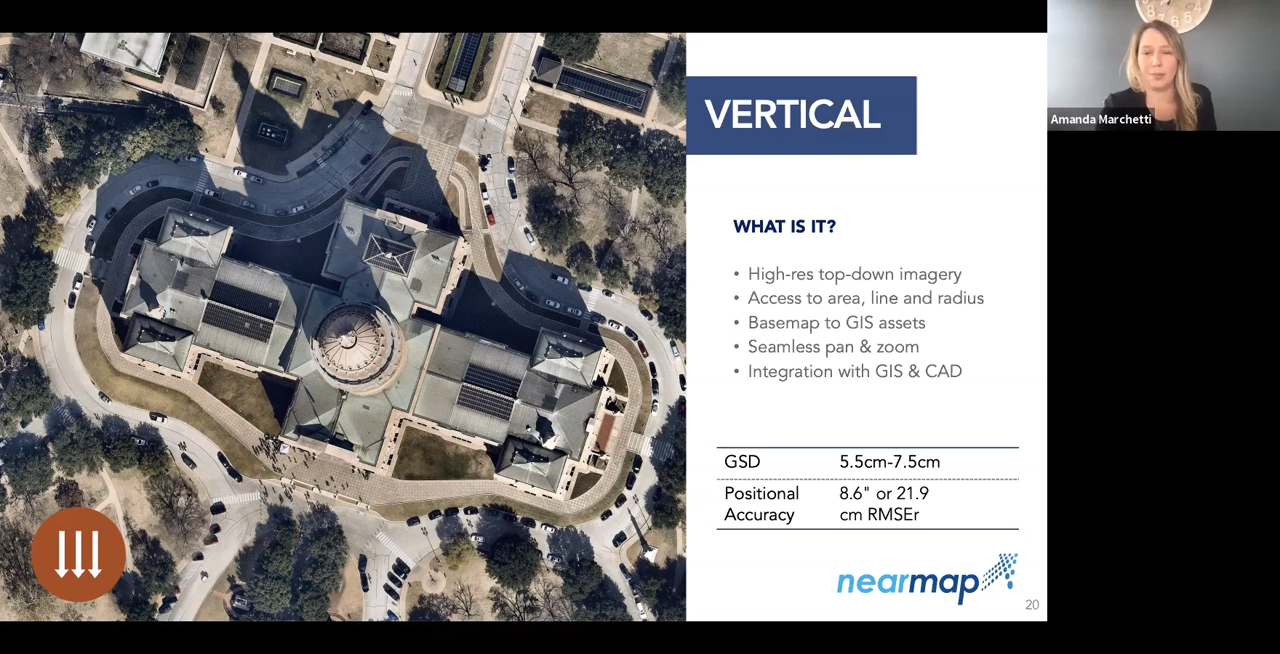 VERTICAL
WHAT IS IT?
• High-res top-down imagery
• Access to area, line and radius
• Basemap to GIS assets
• Seamless pan & zoom
• Integration with GIS & CAD
GSD 5.5cm-7.5cm
Positional 8.6" or 21.9
Accuracy cm RMSEr
nearmap
20
Amanda Marchetti